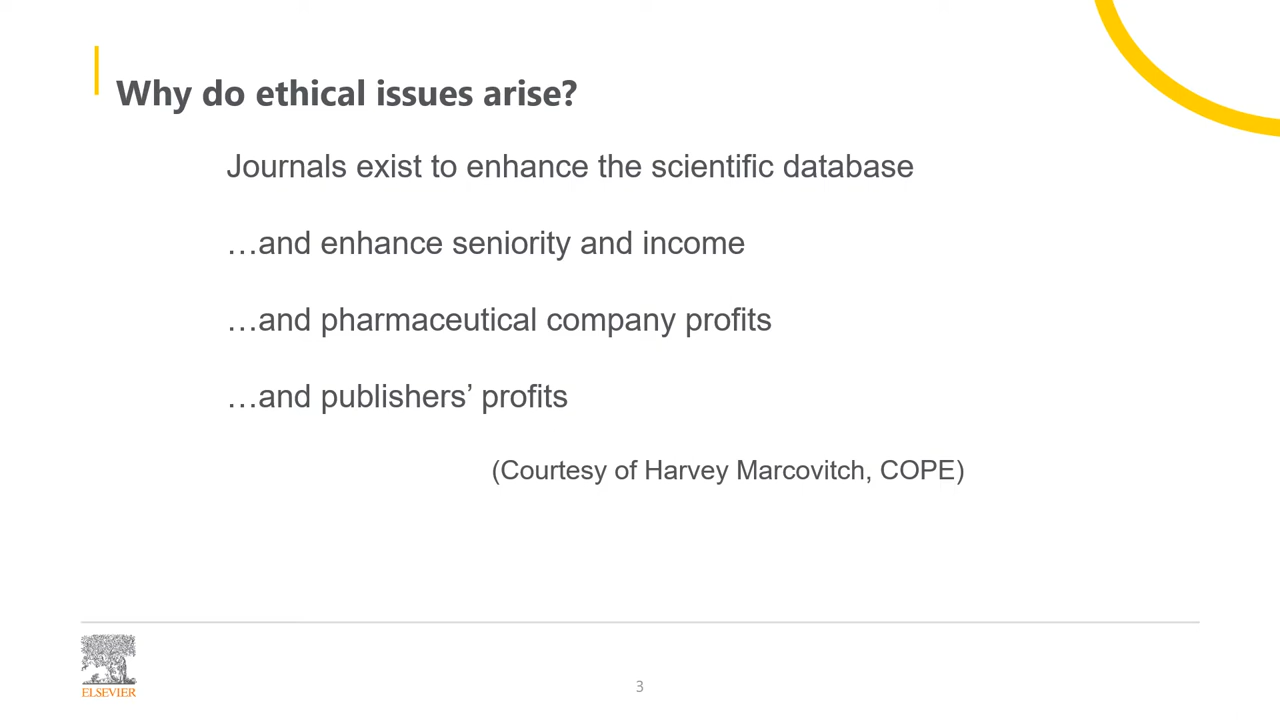 Why do ethical issues arise?
Journals exist to enhance the scientific database
…and enhance seniority and income
…and pharmaceutical company profits
…and publishers’ profits
(Courtesy of Harvey Marcovitch, COPE)
ELSEVIER
3